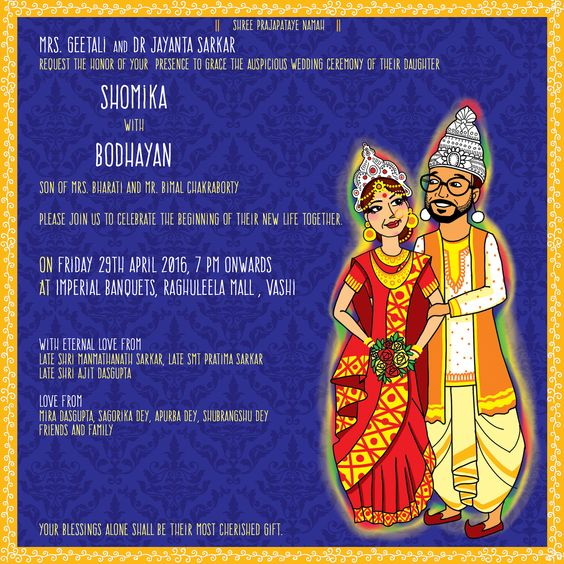 || SHREE PRAJAPATAYE NAMAH ||
MRS. GEETALI AND DR JAYANTA SARKAR
REQUEST THE HONOR OF YOUR PRESENCE TO GRACE THE AUSPICIOUS WEDDING CEREMONY OF THEIR DAUGHTER
SHOMIKA
WITH
BODHAYAN
SON OF MRS. BHARATI AND MR. BIMAL CHAKRABORTY
PLEASE JOIN US TO CELEBRATE THE BEGINNING OF THEIR NEW LIFE TOGETHER.
ON FRIDAY 29TH APRIL 2016, 7 PM ONWARDS
AT IMPERIAL BANQUETS, RAGHULEELA MALL , VASHI
WITH ETERNAL LOVE FROM
LATE SHRI MANMATHANATH SARKAR, LATE SMT PRATIMA SARKAR
LATE SHRI AJIT DASGUPTA
LOVE FROM
MIRA DASGUPTA, SAGORIKA DEY, APURBA DEY, SHUBRANGSHU DEY
FRIENDS AND FAMILY
YOUR BLESSINGS ALONE SHALL BE THEIR MOST CHERISHED GIFT.